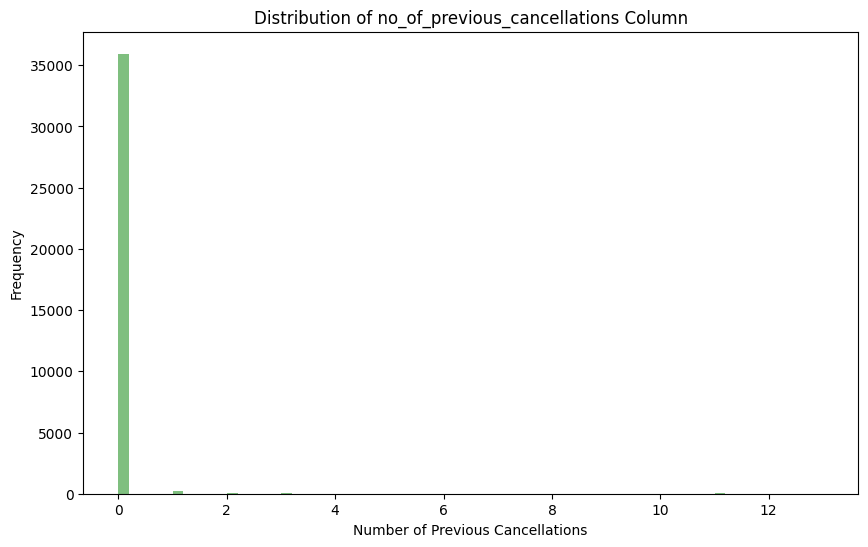 Distribution of no_of_previous_cancellations Column
Frequency
35000
30000
25000
20000
15000
10000
5000
0
0 2 4 6 8 10 12
Number of Previous Cancellations